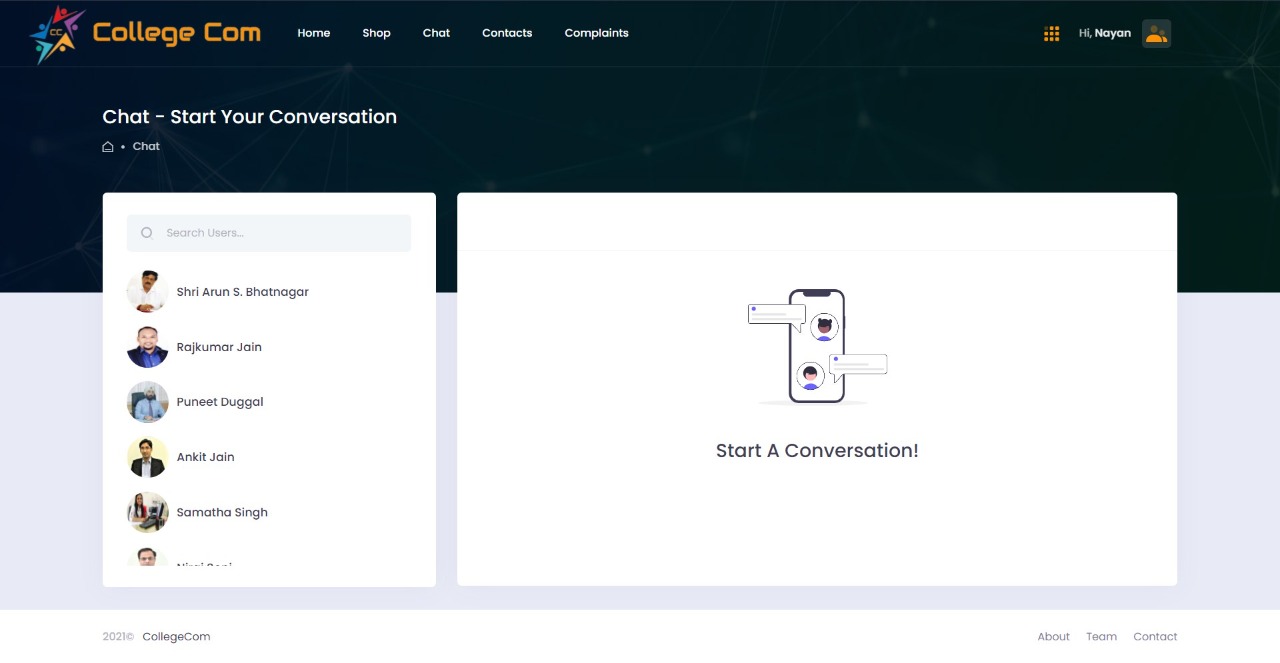 CC
College Com
Home
Shop
Chat
Contacts
Complaints
Hi, Nayan
Chat - Start Your Conversation
Chat
Search Users...
Shri Arun S. Bhatnagar
Rajkumar Jain
Puneet Duggal
Ankit Jain
Samatha Singh
Start A Conversation!
2021© CollegeCom
About
Team
Contact